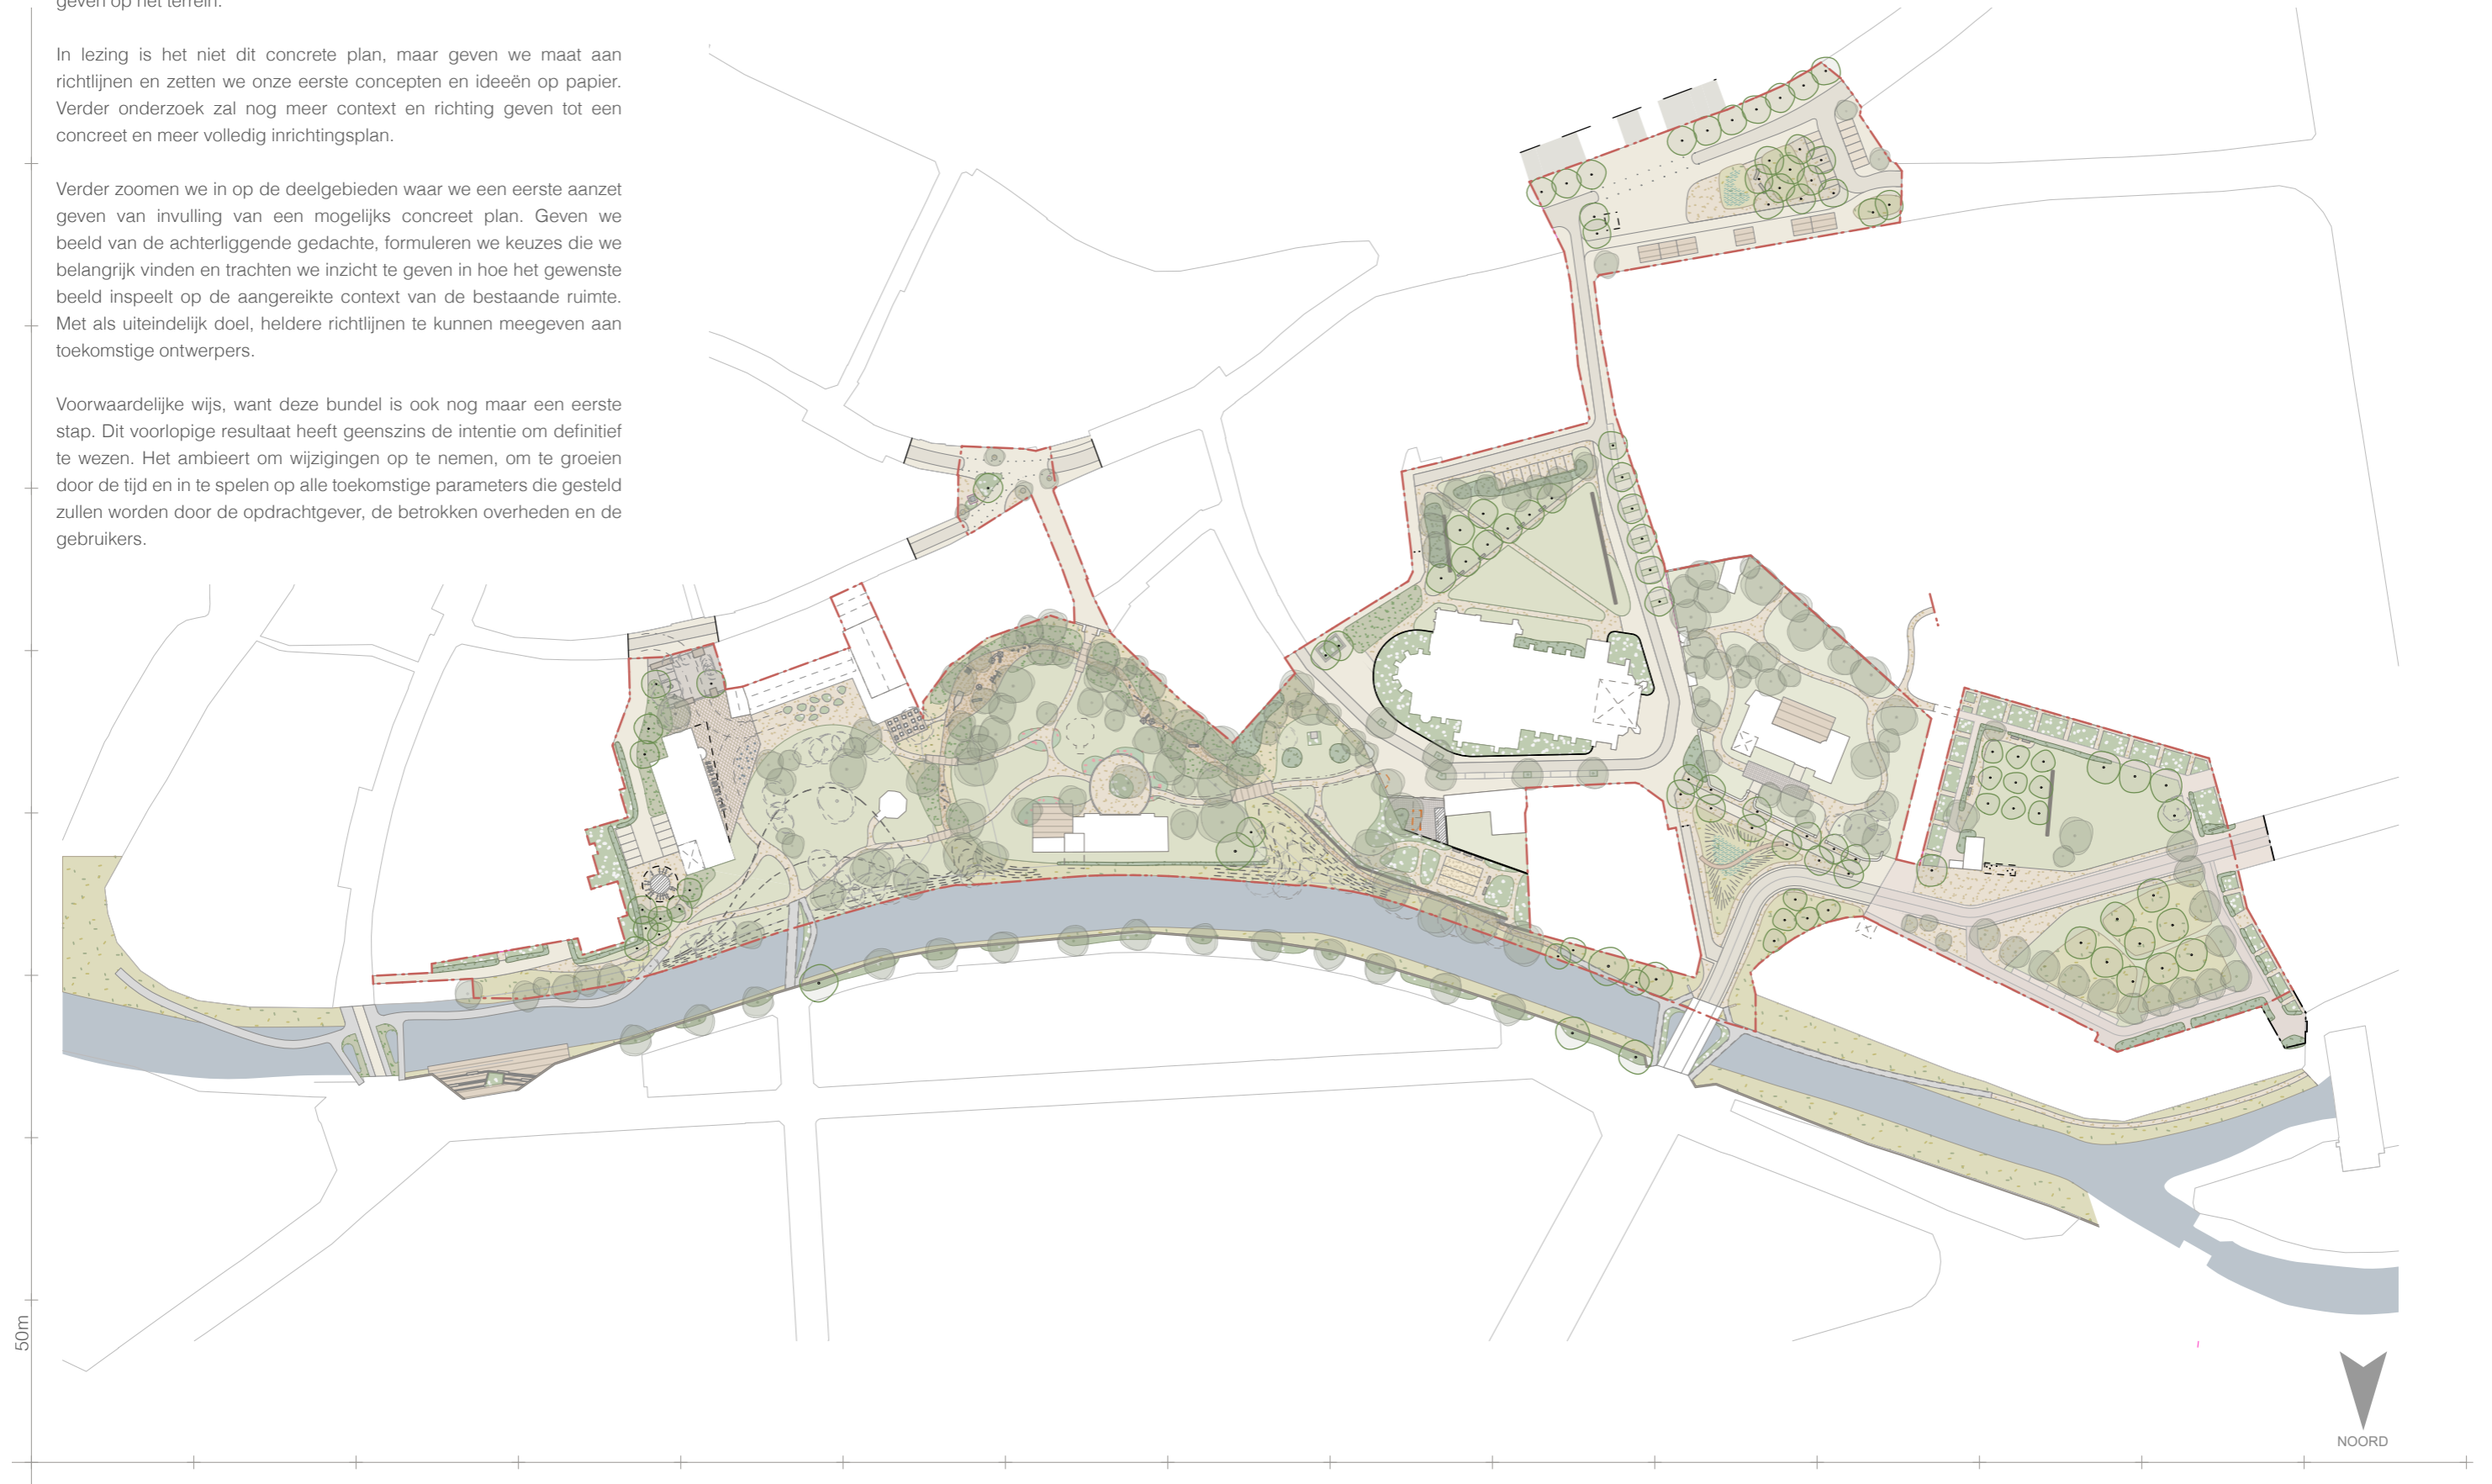 geven op het terrein.
In lezing is het niet dit concrete plan, maar geven we maat aan
richtlijnen en zetten we onze eerste concepten en ideeën op papier.
Verder onderzoek zal nog meer context en richting geven tot een
concreet en meer volledig inrichtingsplan.
Verder zoomen we in op de deelgebieden waar we een eerste aanzet
geven van invulling van een mogelijks concreet plan. Geven we
beeld van de achterliggende gedachte, formuleren we keuzes die we
belangrijk vinden en trachten we inzicht te geven in hoe het gewenste
beeld inspeelt op de aangereikte context van de bestaande ruimte.
Met als uiteindelijk doel, heldere richtlijnen te kunnen meegeven aan
toekomstige ontwerpers.
Voorwaardelijke wijs, want deze bundel is ook nog maar een eerste
stap. Dit voorlopige resultaat heeft geenszins de intentie om definitief
te wezen. Het ambieert om wijzigingen op te nemen, om te groeien
door de tijd en in te spelen op alle toekomstige parameters die gesteld
zullen worden door de opdrachtgever, de betrokken overheden en de
gebruikers.
50m
NOORD